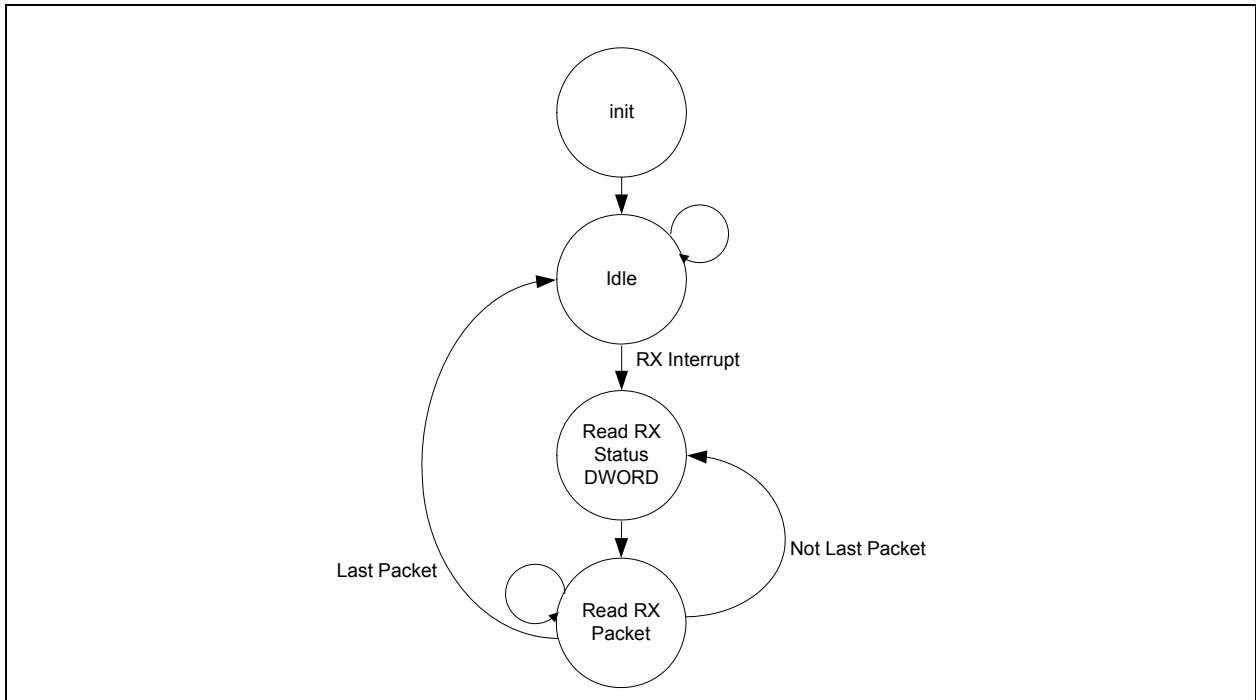 init
Idle
RX Interrupt
Read RX
Status
DWORD
Not Last Packet
Last Packet
Read RX
Packet